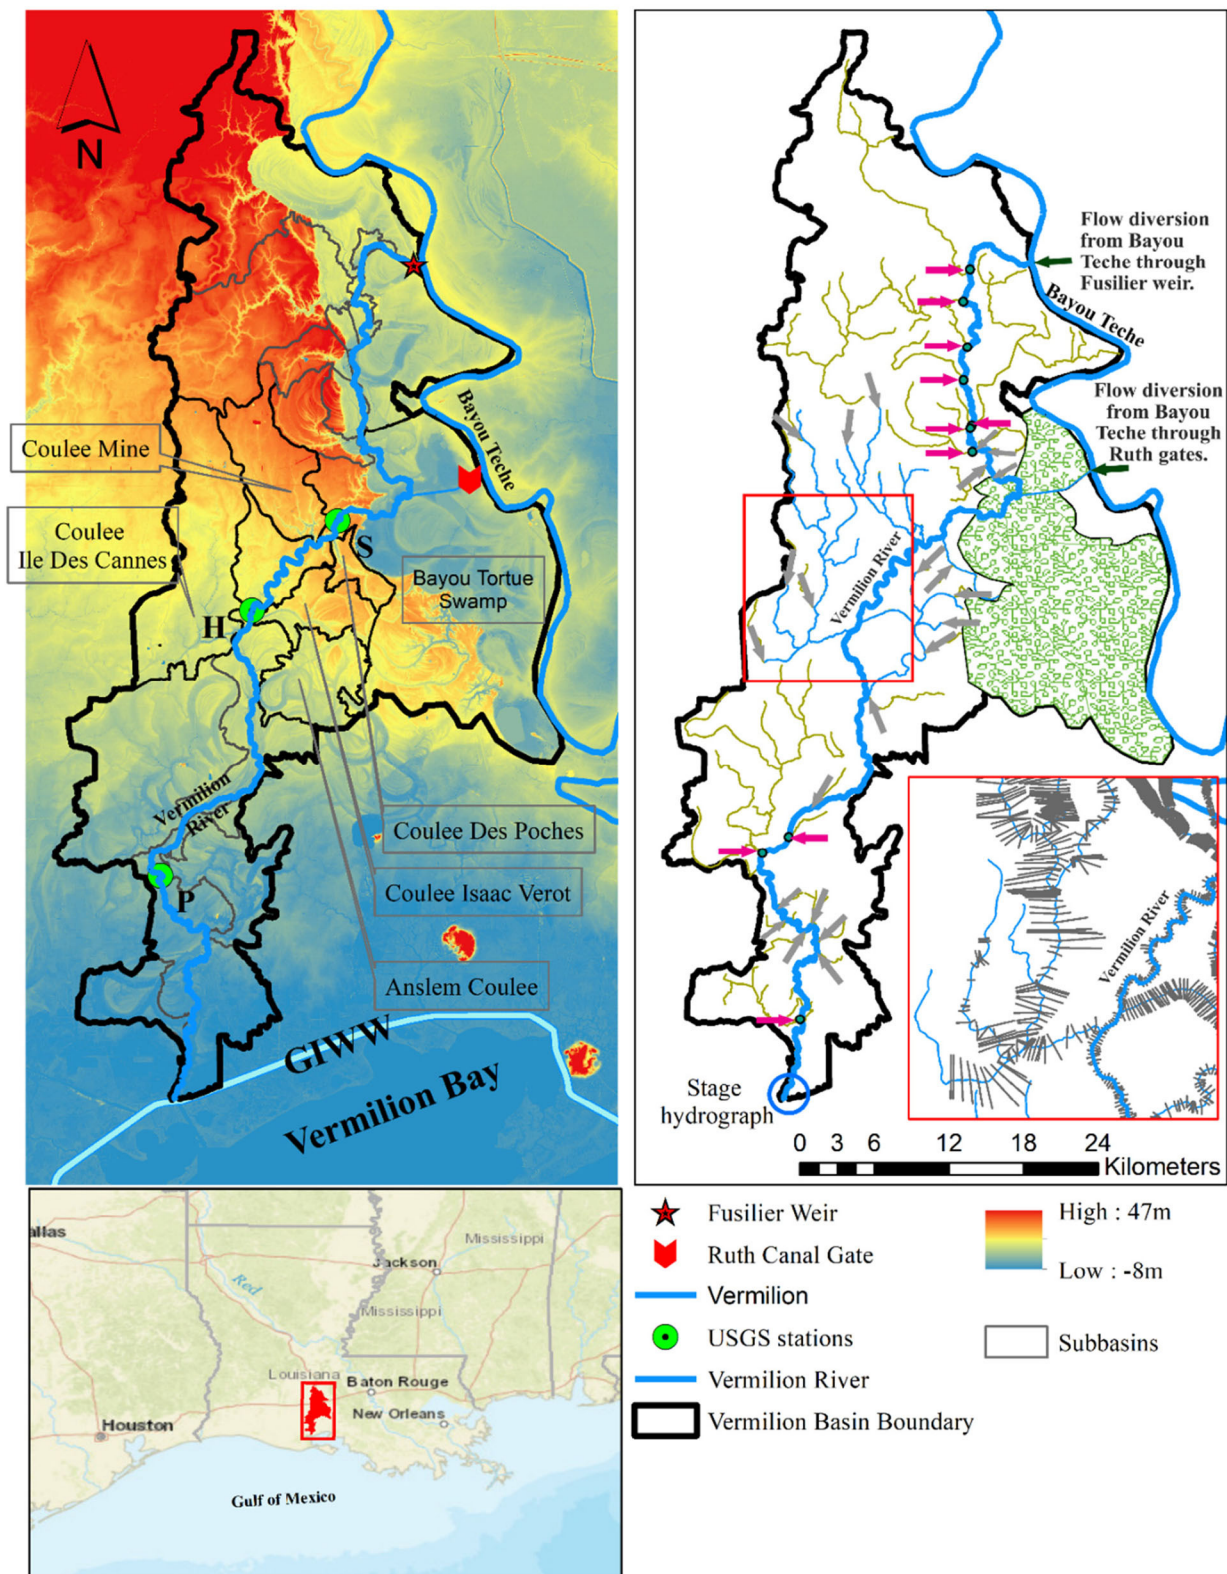 N
Coulee Mine
Coulee
Ile Des Cannes
Bayou Teche
S
Bayou Tortue
Swamp
H
Vermilion
River
Coulee Des Poches
P
Coulee Isaac Verot
Anslem Coulee
GIWW
Vermilion Bay
Flow diversion
from Bayou
Teche through
Fusilier weir.
Bayou Teche
Flow diversion
from Bayou
Teche through
Ruth gates.
Vermilion River
Vermilion River
Stage
hydrograph
0 3 6 12 18 24
Kilometers
allas
Mississippi
Jackson
Red
Mississippi
Louisiana
Baton Rouge
New Orleans
Houston
Gulf of Mexico
Fusilier Weir
Ruth Canal Gate
Vermilion
USGS stations
Vermilion River
Vermilion Basin Boundary
High : 47m
Low : -8m
Subbasins